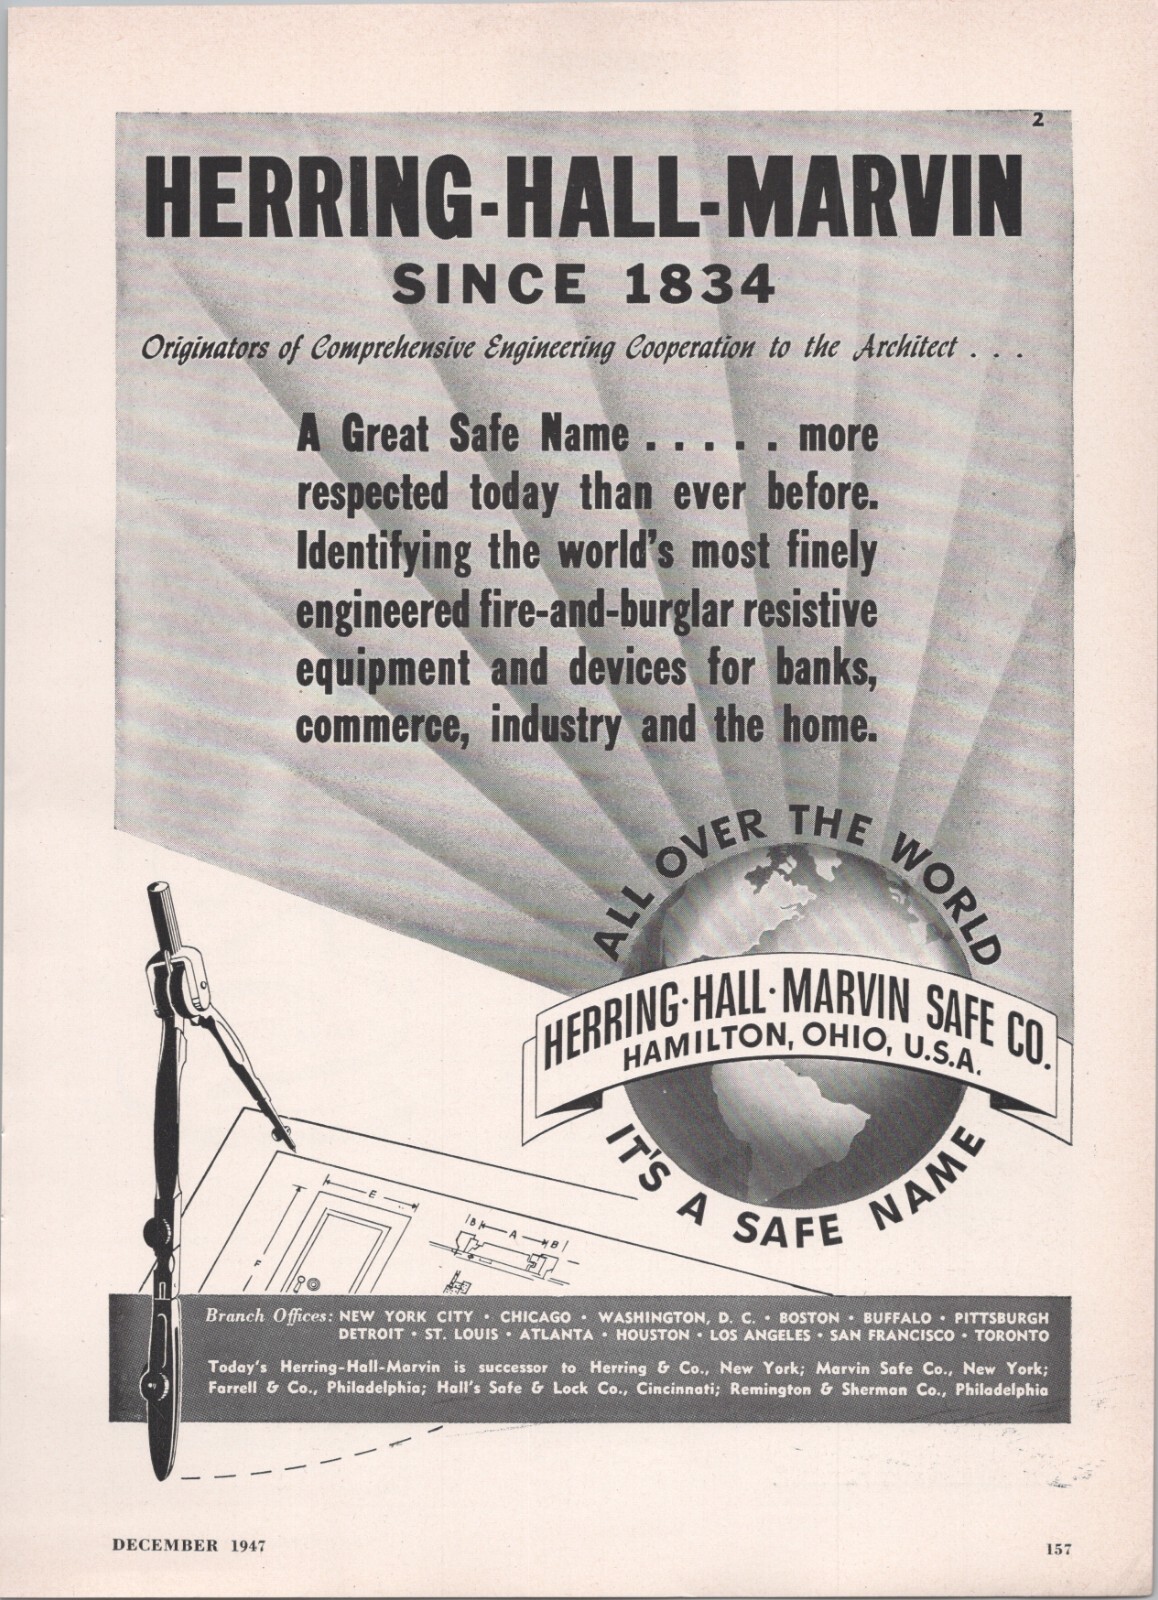 2
HERRING-HALL-MARVIN
SINCE 1834
Originators of Comprehensive Engineering Cooperation to the Architect . . .
A Great Safe Name . . . . . more
respected today than ever before.
Identifying the world's most finely
engineered fire-and-burglar resistive
equipment and devices for banks,
commerce, industry and the home.
ALL OVER THE WORLD
HERRING·HALL·MARVIN SAFE CO.
HAMILTON, OHIO, U.S.A.
IT'S A SAFE NAME
E
B A B
F
Branch Offices: NEW YORK CITY • CHICAGO • WASHINGTON, D. C. • BOSTON • BUFFALO • PITTSBURGH
DETROIT • ST. LOUIS • ATLANTA • HOUSTON • LOS ANGELES • SAN FRANCISCO • TORONTO
Today's Herring-Hall-Marvin is successor to Herring & Co., New York; Marvin Safe Co., New York;
Farrell & Co., Philadelphia; Hall's Safe & Lock Co., Cincinnati; Remington & Sherman Co., Philadelphia
DECEMBER 1947
157